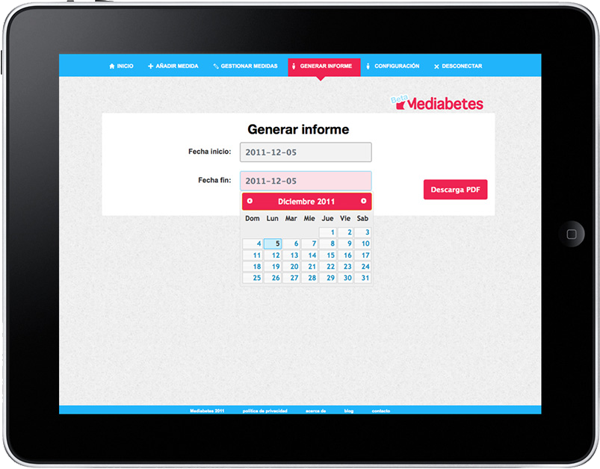 INICIO AÑADIR MEDIDA GESTIONAR MEDIDAS GENERAR INFORME CONFIGURACIÓN DESCONECTAR
Beta
Mediabetes
Generar informe
Fecha inicio: 2011-12-05
Fecha fin: 2011-12-05
Descarga PDF
Diciembre 2011
Dom Lun Mar Mie Jue Vie Sab
1 2 3
4 5 6 7 8 9 10
11 12 13 14 15 16 17
18 19 20 21 22 23 24
25 26 27 28 29 30 31
Mediabetes 2011 política de privacidad acerca de blog contacto